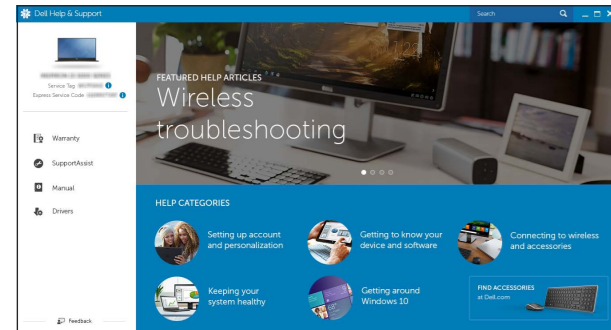 Dell Help & Support
Search
Service Tag
Express Service Code
Warranty
SupportAssist
Manual
Drivers
Feedback
FEATURED HELP ARTICLES
Wireless
troubleshooting
HELP CATEGORIES
Setting up account
and personalization
Getting to know your
device and software
Connecting to wireless
and accessories
Keeping your
system healthy
Getting around
Windows 10
FIND ACCESSORIES
at Dell.com